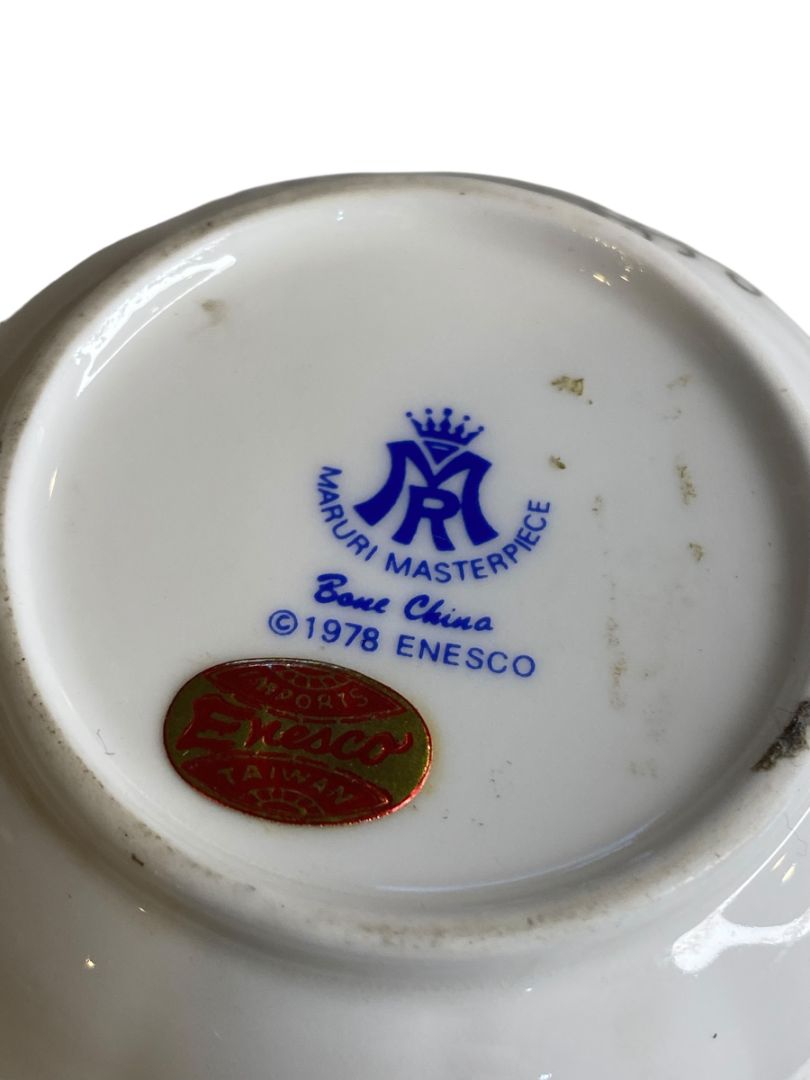 MR
MARURI MASTERPIECE
Bone China
©1978 ENESCO
IMPORTS
Enesco
TAIWAN